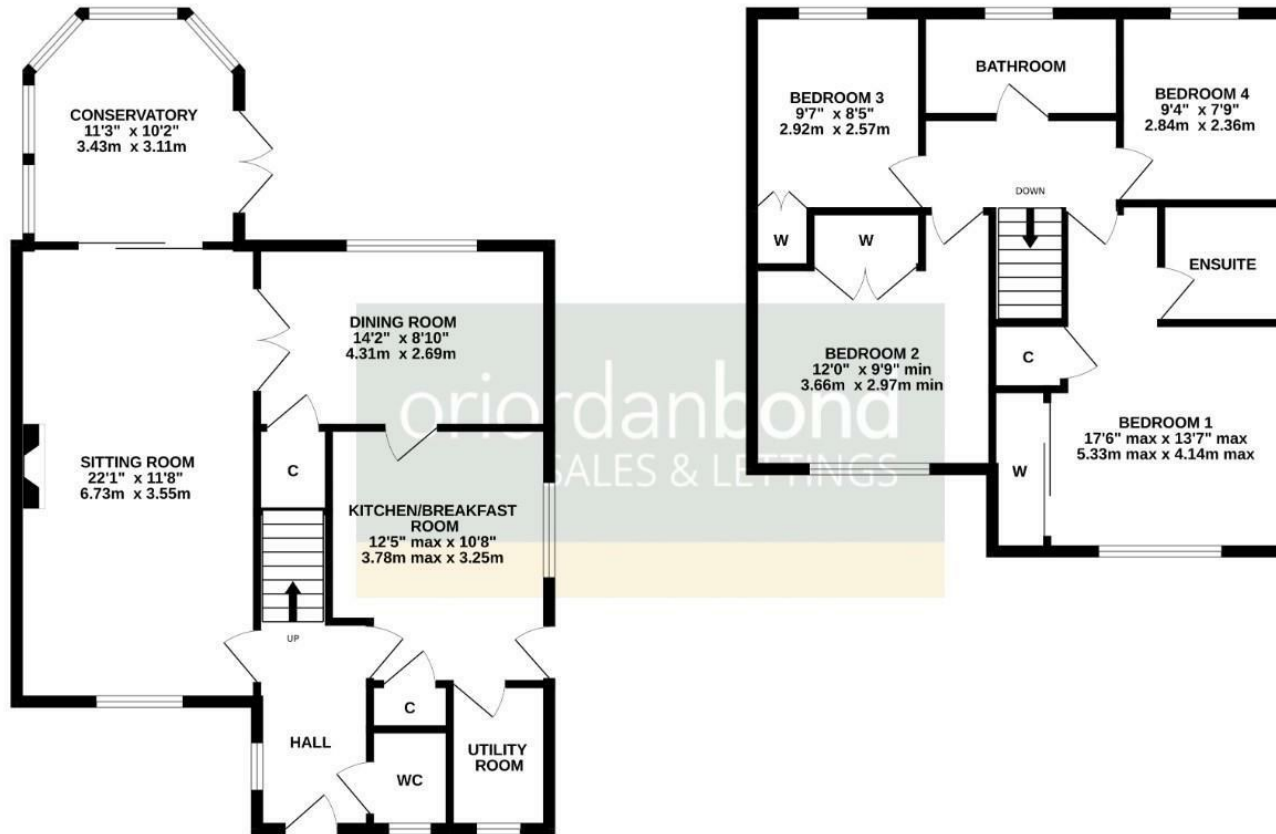 CONSERVATORY
11'3" x 10'2"
3.43m x 3.11m
DINING ROOM
14'2" x 8'10"
4.31m x 2.69m
SITTING ROOM
22'1" x 11'8"
6.73m x 3.55m
C
KITCHEN/BREAKFAST
ROOM
12'5" max x 10'8"
3.78m max x 3.25m
UP
HALL
C
WC
UTILITY
ROOM
BEDROOM 3
9'7" x 8'5"
2.92m x 2.57m
BATHROOM
BEDROOM 4
9'4" x 7'9"
2.84m x 2.36m
DOWN
W
W
ENSUITE
BEDROOM 2
12'0" x 9'9" min
3.66m x 2.97m min
C
BEDROOM 1
17'6" max x 13'7" max
5.33m max x 4.14m max
W
oriordanbond
SALES & LETTINGS